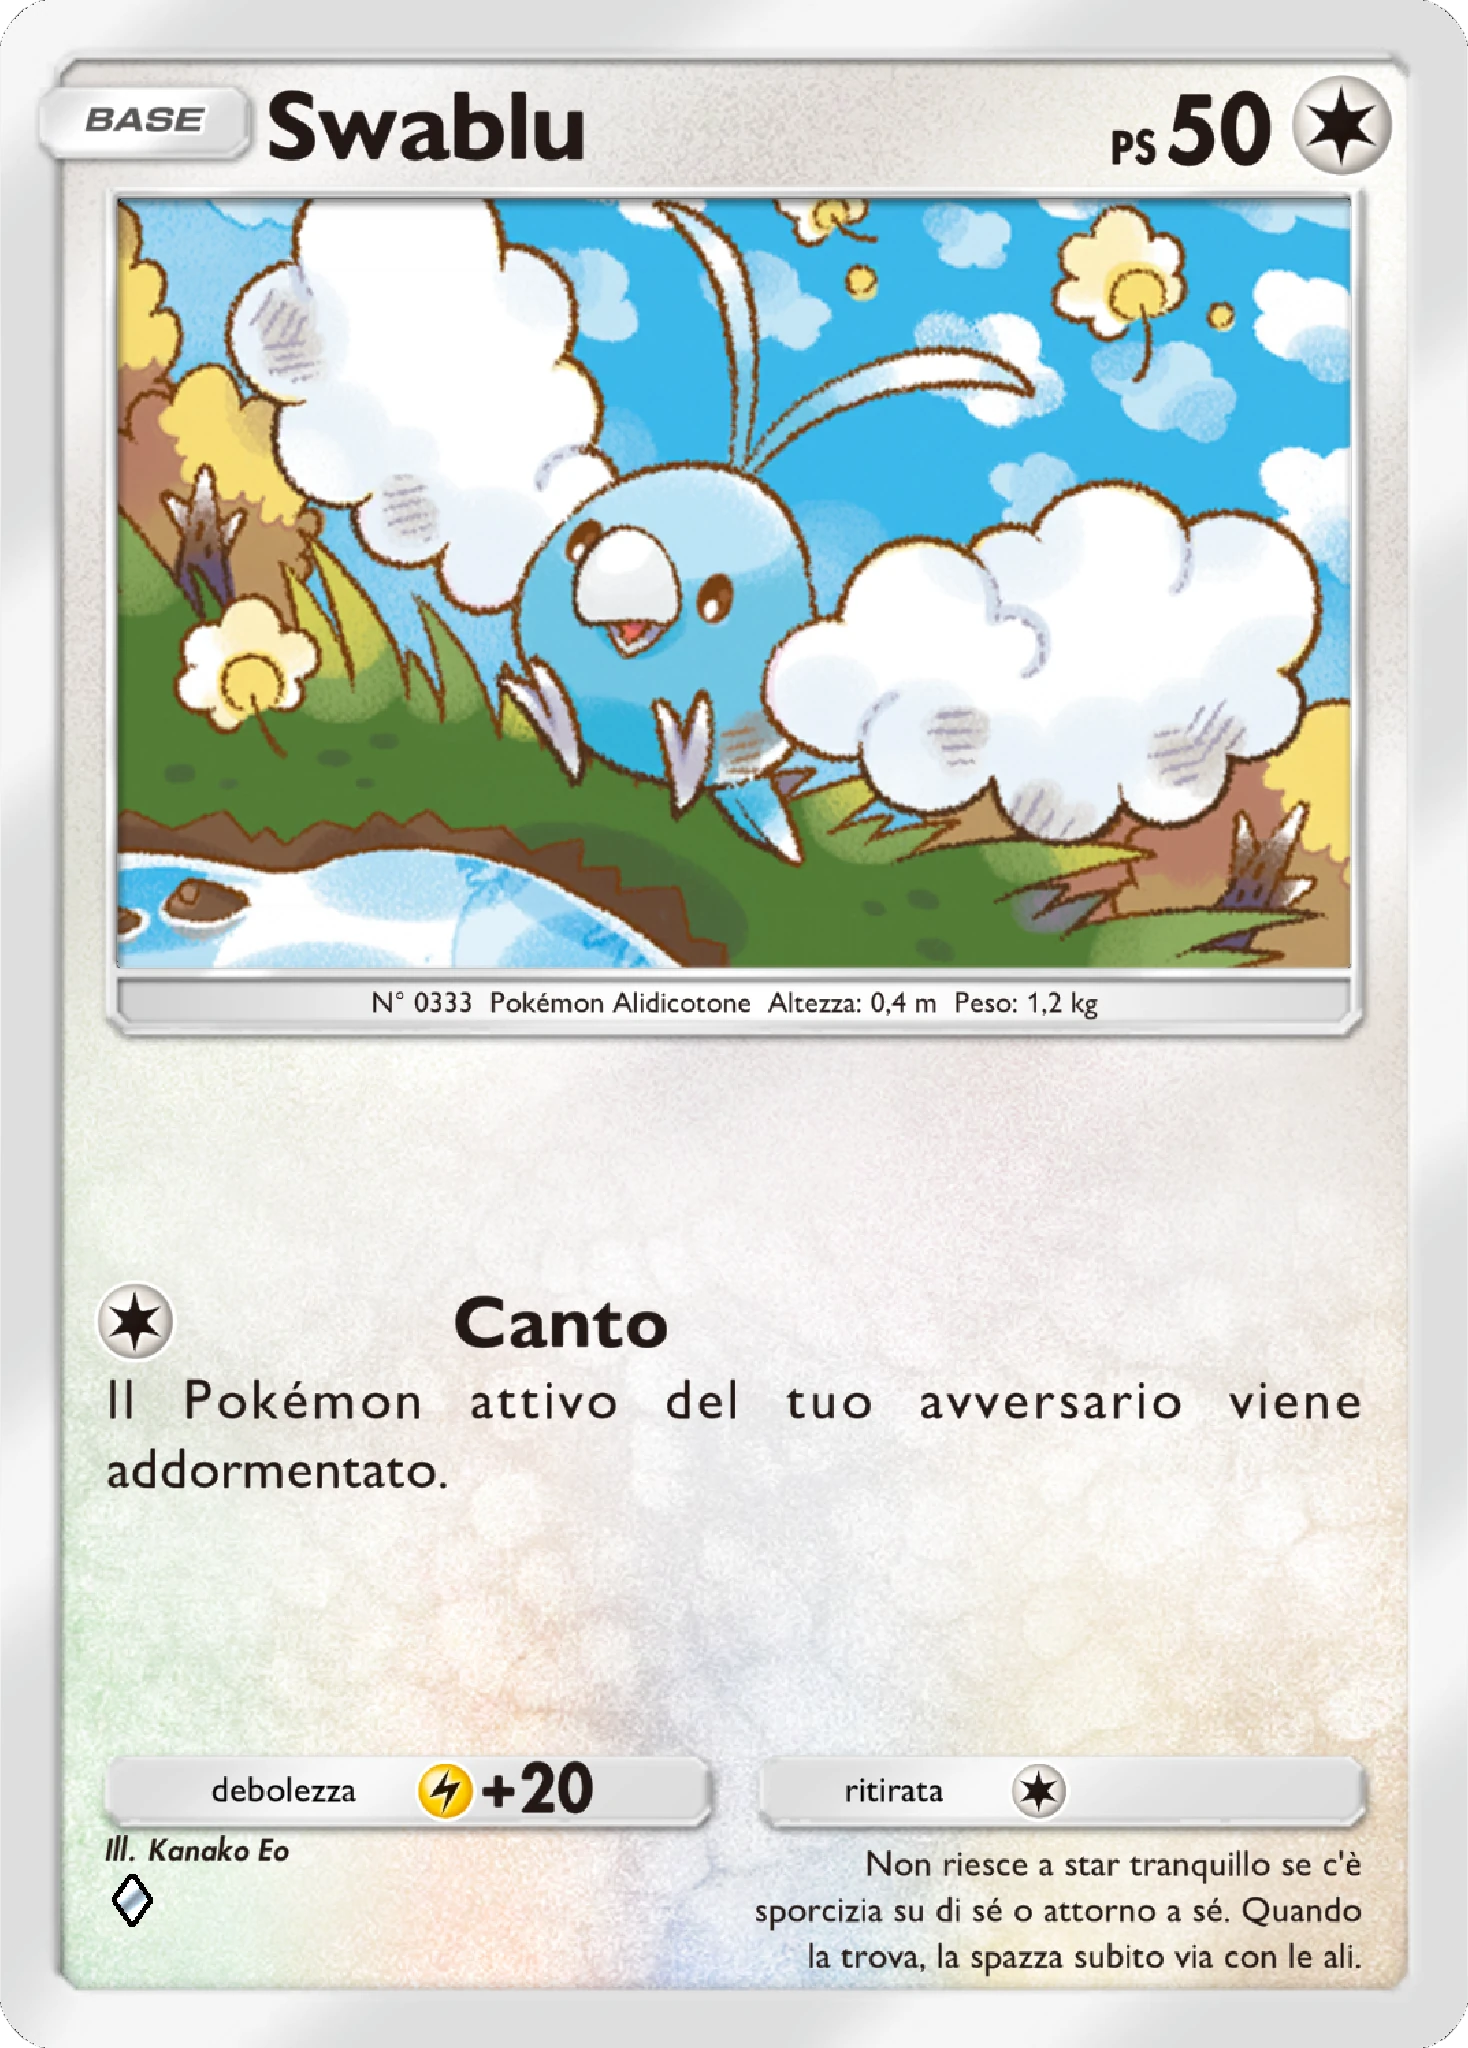 BASE Swablu PS 50
N° 0333 Pokémon Alidicotone Altezza: 0,4 m Peso: 1,2 kg
Canto
Il Pokémon attivo del tuo avversario viene
addormentato.
debolezza +20 ritirata
Ill. Kanako Eo
Non riesce a star tranquillo se c'è
sporcizia su di sé o attorno a sé. Quando
la trova, la spazza subito via con le ali.